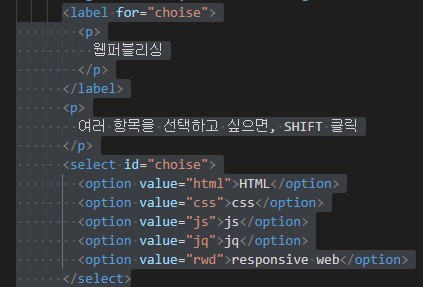 <label for="choise">
<p>
웹퍼블리싱
</p>
</label>
<p>
여러 항목을 선택하고 싶으면, SHIFT 클릭
</p>
<select id="choise">
<option value="html">HTML</option>
<option value="css">css</option>
<option value="js">js</option>
<option value="jq">jq</option>
<option value="rwd">responsive web</option>
</select>